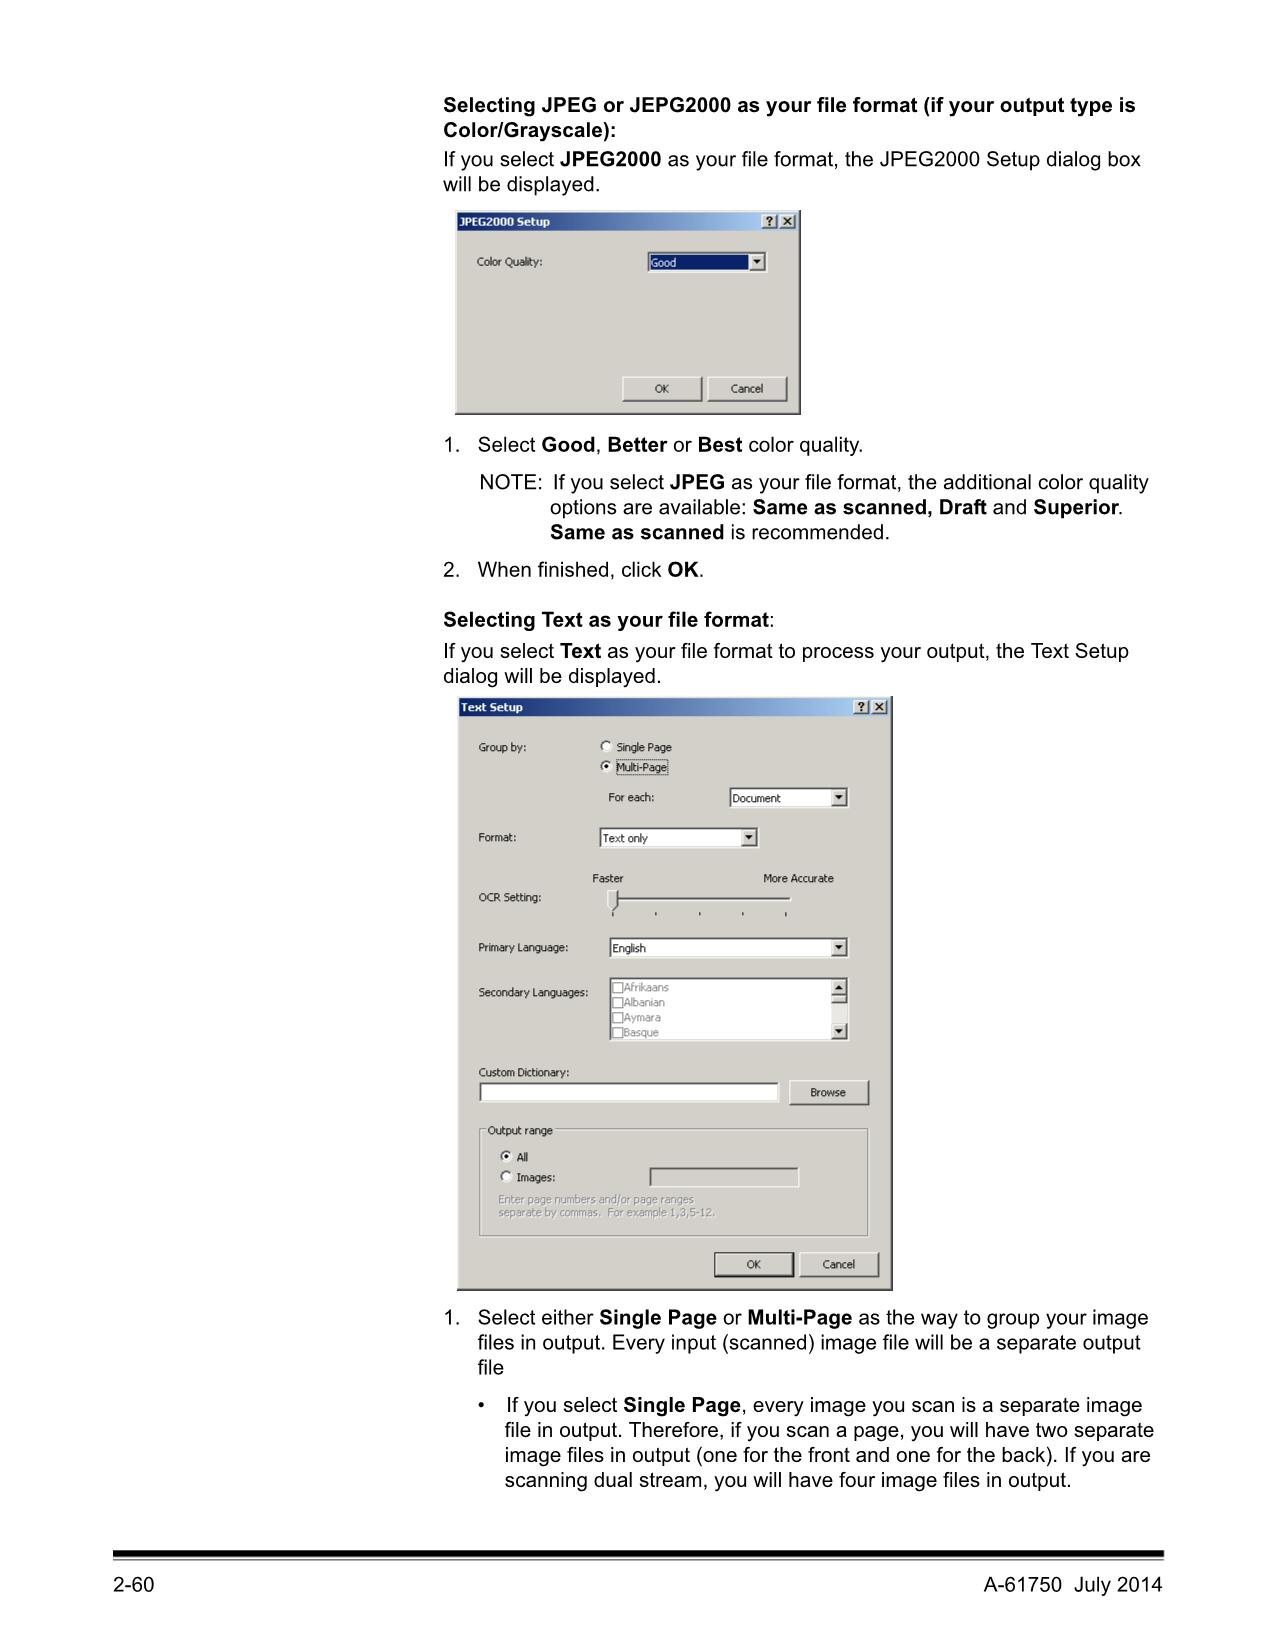 Selecting JPEG or JEPG2000 as your file format (if your output type is
Color/Grayscale):
If you select JPEG2000 as your file format, the JPEG2000 Setup dialog box
will be displayed.
JPEG2000 Setup
Color Quality: Good
OK Cancel
1. Select Good, Better or Best color quality.
NOTE: If you select JPEG as your file format, the additional color quality
options are available: Same as scanned, Draft and Superior.
Same as scanned is recommended.
2. When finished, click OK.
Selecting Text as your file format:
If you select Text as your file format to process your output, the Text Setup
dialog will be displayed.
Text Setup
Group by: Single Page
Multi-Page
For each: Document
Format: Text only
Faster More Accurate
OCR Setting:
Primary Language: English
Secondary Languages: Afrikaans
Albanian
Aymara
Basque
Custom Dictionary:
Browse
Output range
All
Images:
Enter page numbers and/or page ranges
separate by commas. For example 1,3,5-12.
OK Cancel
1. Select either Single Page or Multi-Page as the way to group your image
files in output. Every input (scanned) image file will be a separate output
file
• If you select Single Page, every image you scan is a separate image
file in output. Therefore, if you scan a page, you will have two separate
image files in output (one for the front and one for the back). If you are
scanning dual stream, you will have four image files in output.
2-60 A-61750 July 2014